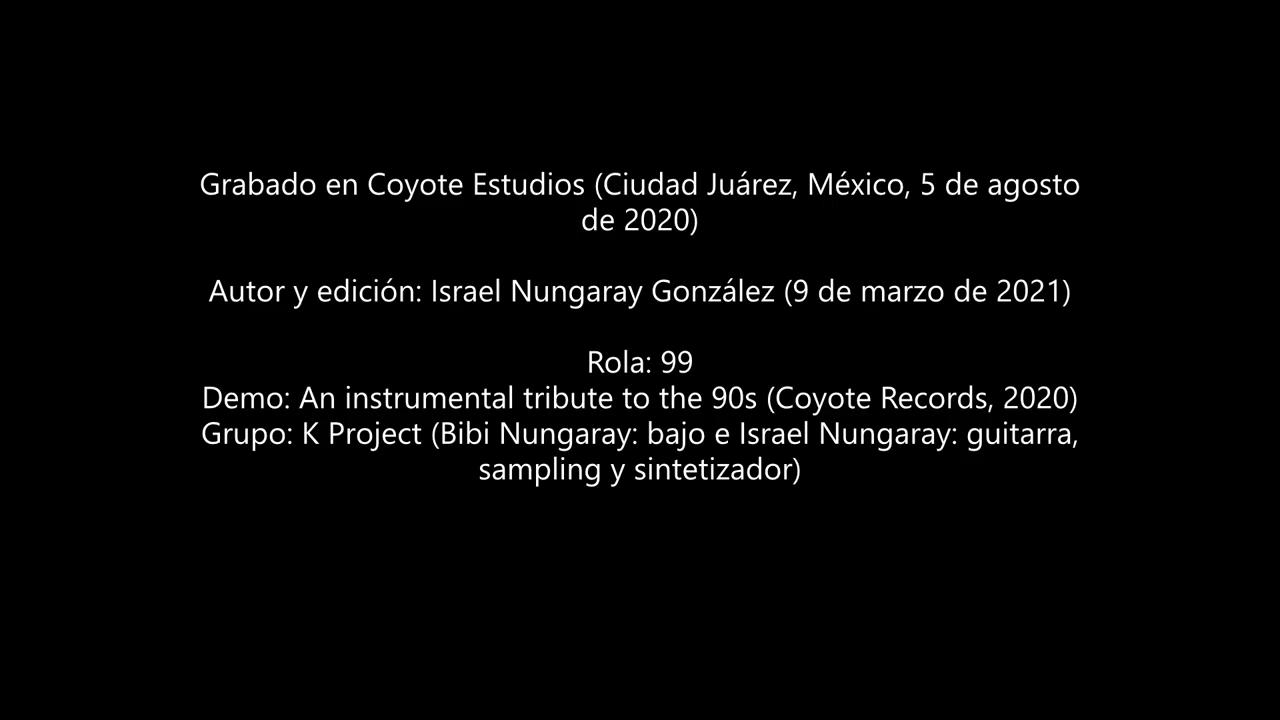 Grabado en Coyote Estudios (Ciudad Juárez, México, 5 de agosto
de 2020)
Autor y edición: Israel Nungaray González (9 de marzo de 2021)
Rola: 99
Demo: An instrumental tribute to the 90s (Coyote Records, 2020)
Grupo: K Project (Bibi Nungaray: bajo e Israel Nungaray: guitarra,
sampling y sintetizador)